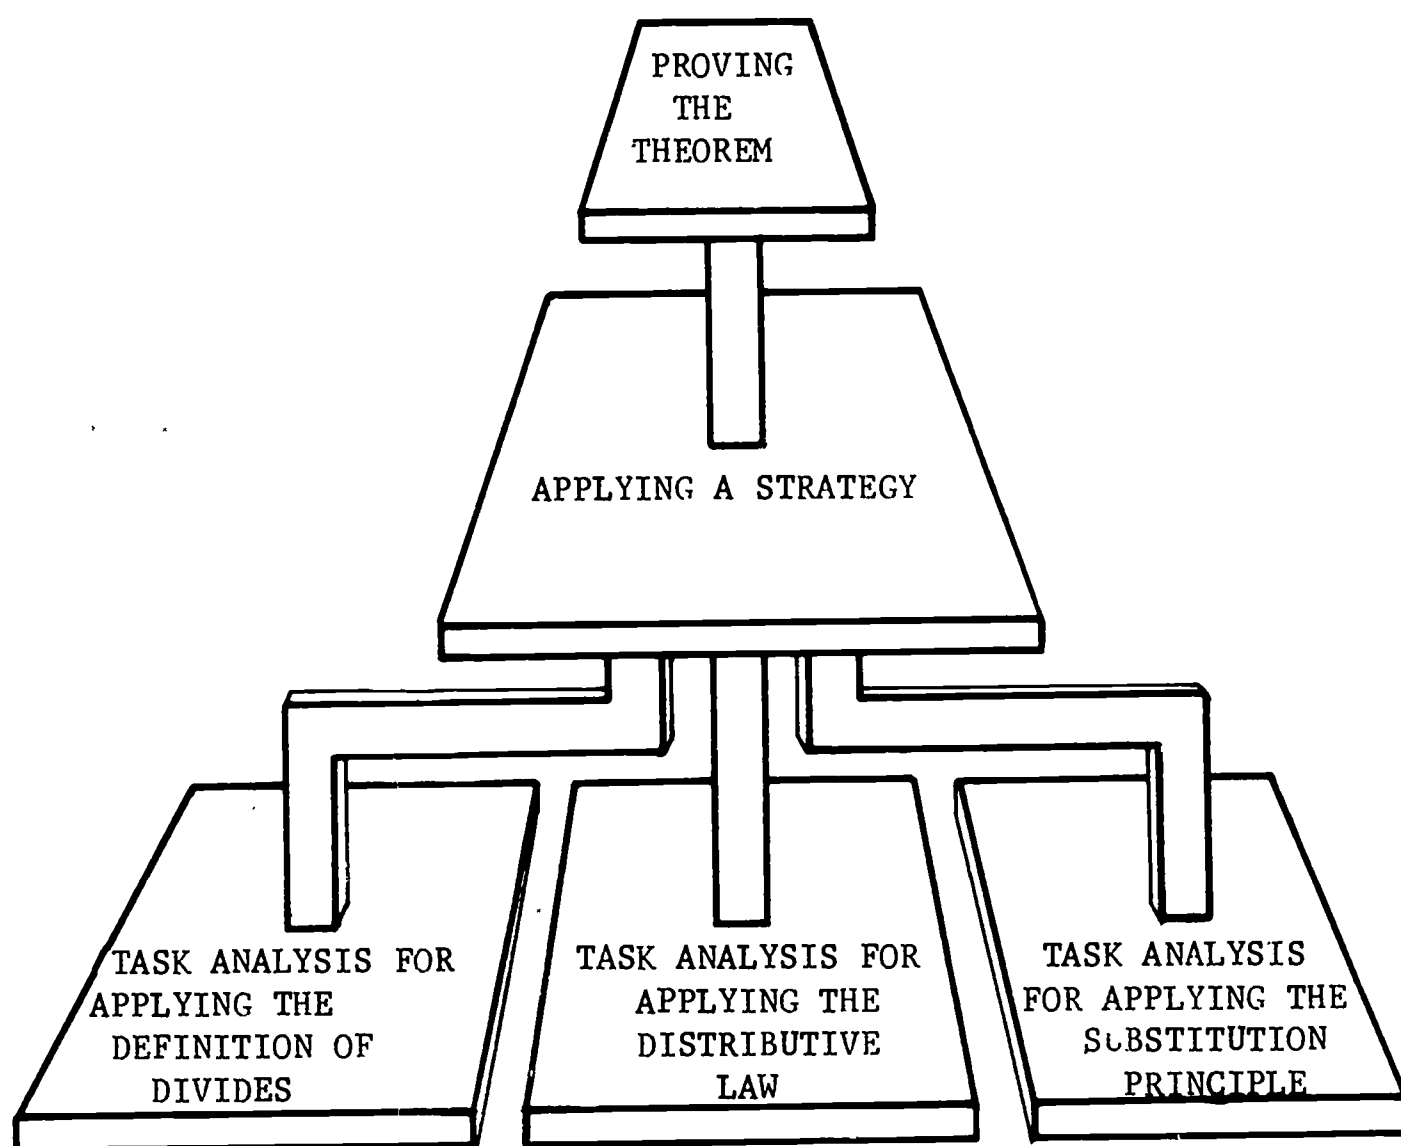 PROVING
THE
THEOREM
APPLYING A STRATEGY
TASK ANALYSIS FOR
APPLYING THE
DEFINITION OF
DIVIDES
TASK ANALYSIS FOR
APPLYING THE
DISTRIBUTIVE
LAW
TASK ANALYSIS
FOR APPLYING THE
SUBSTITUTION
PRINCIPLE